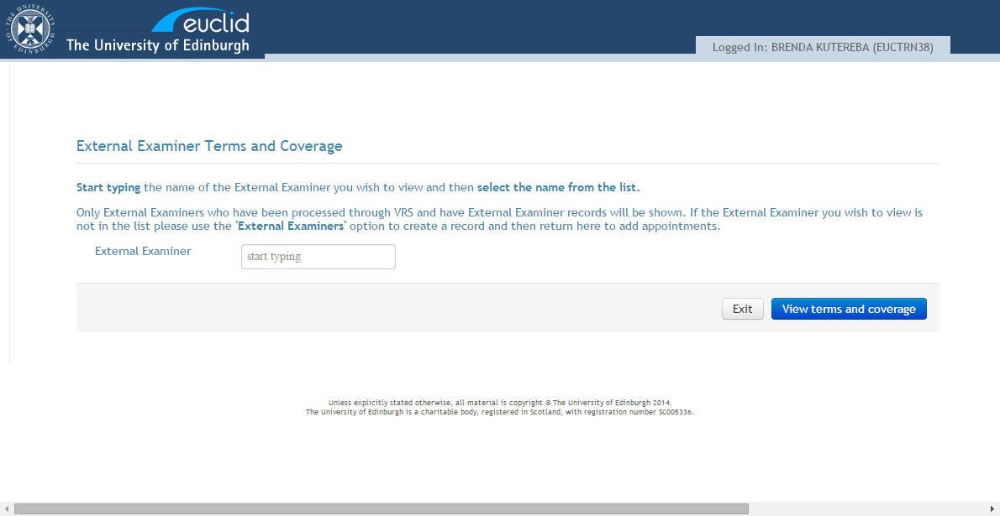 THE UNIVERSITY OF EDINBURGH
euclid
The University of Edinburgh
Logged In: BRENDA KUTEREBA (EUCTRN38)
External Examiner Terms and Coverage
Start typing the name of the External Examiner you wish to view and then select the name from the list.
Only External Examiners who have been processed through VRS and have External Examiner records will be shown. If the External Examiner you wish to view is
not in the list please use the 'External Examiners' option to create a record and then return here to add appointments.
External Examiner
start typing
Exit
View terms and coverage
Unless explicitly stated otherwise, all material is copyright © The University of Edinburgh 2014.
The University of Edinburgh is a charitable body, registered in Scotland, with registration number SC005336.